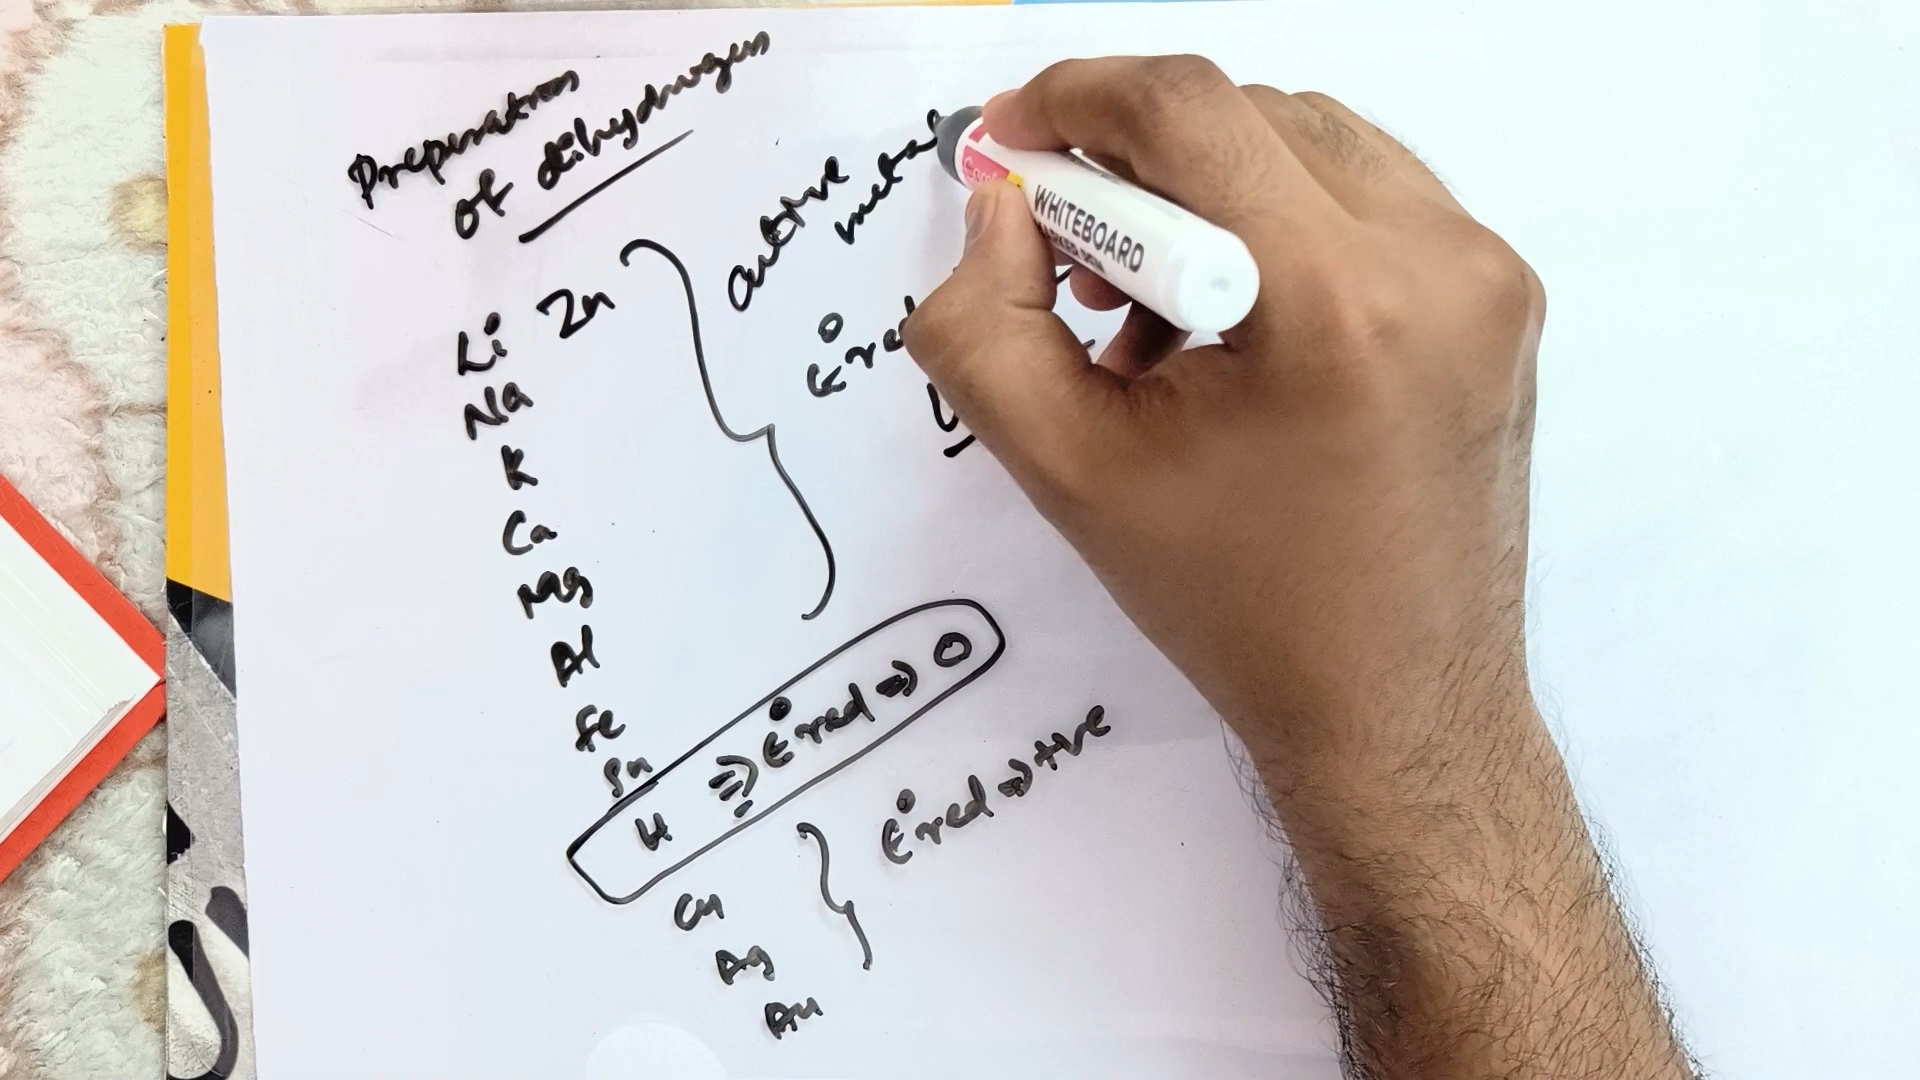 Preperation
of dihydrogen
active
metal
Li Zn
Na
K
Ca
Mg
Al
Fe
Sn
E°red
H ⇒ E°red ⇒ 0
E°red ⇒ +ve
Cu
Ag
Au
WHITEBOARD